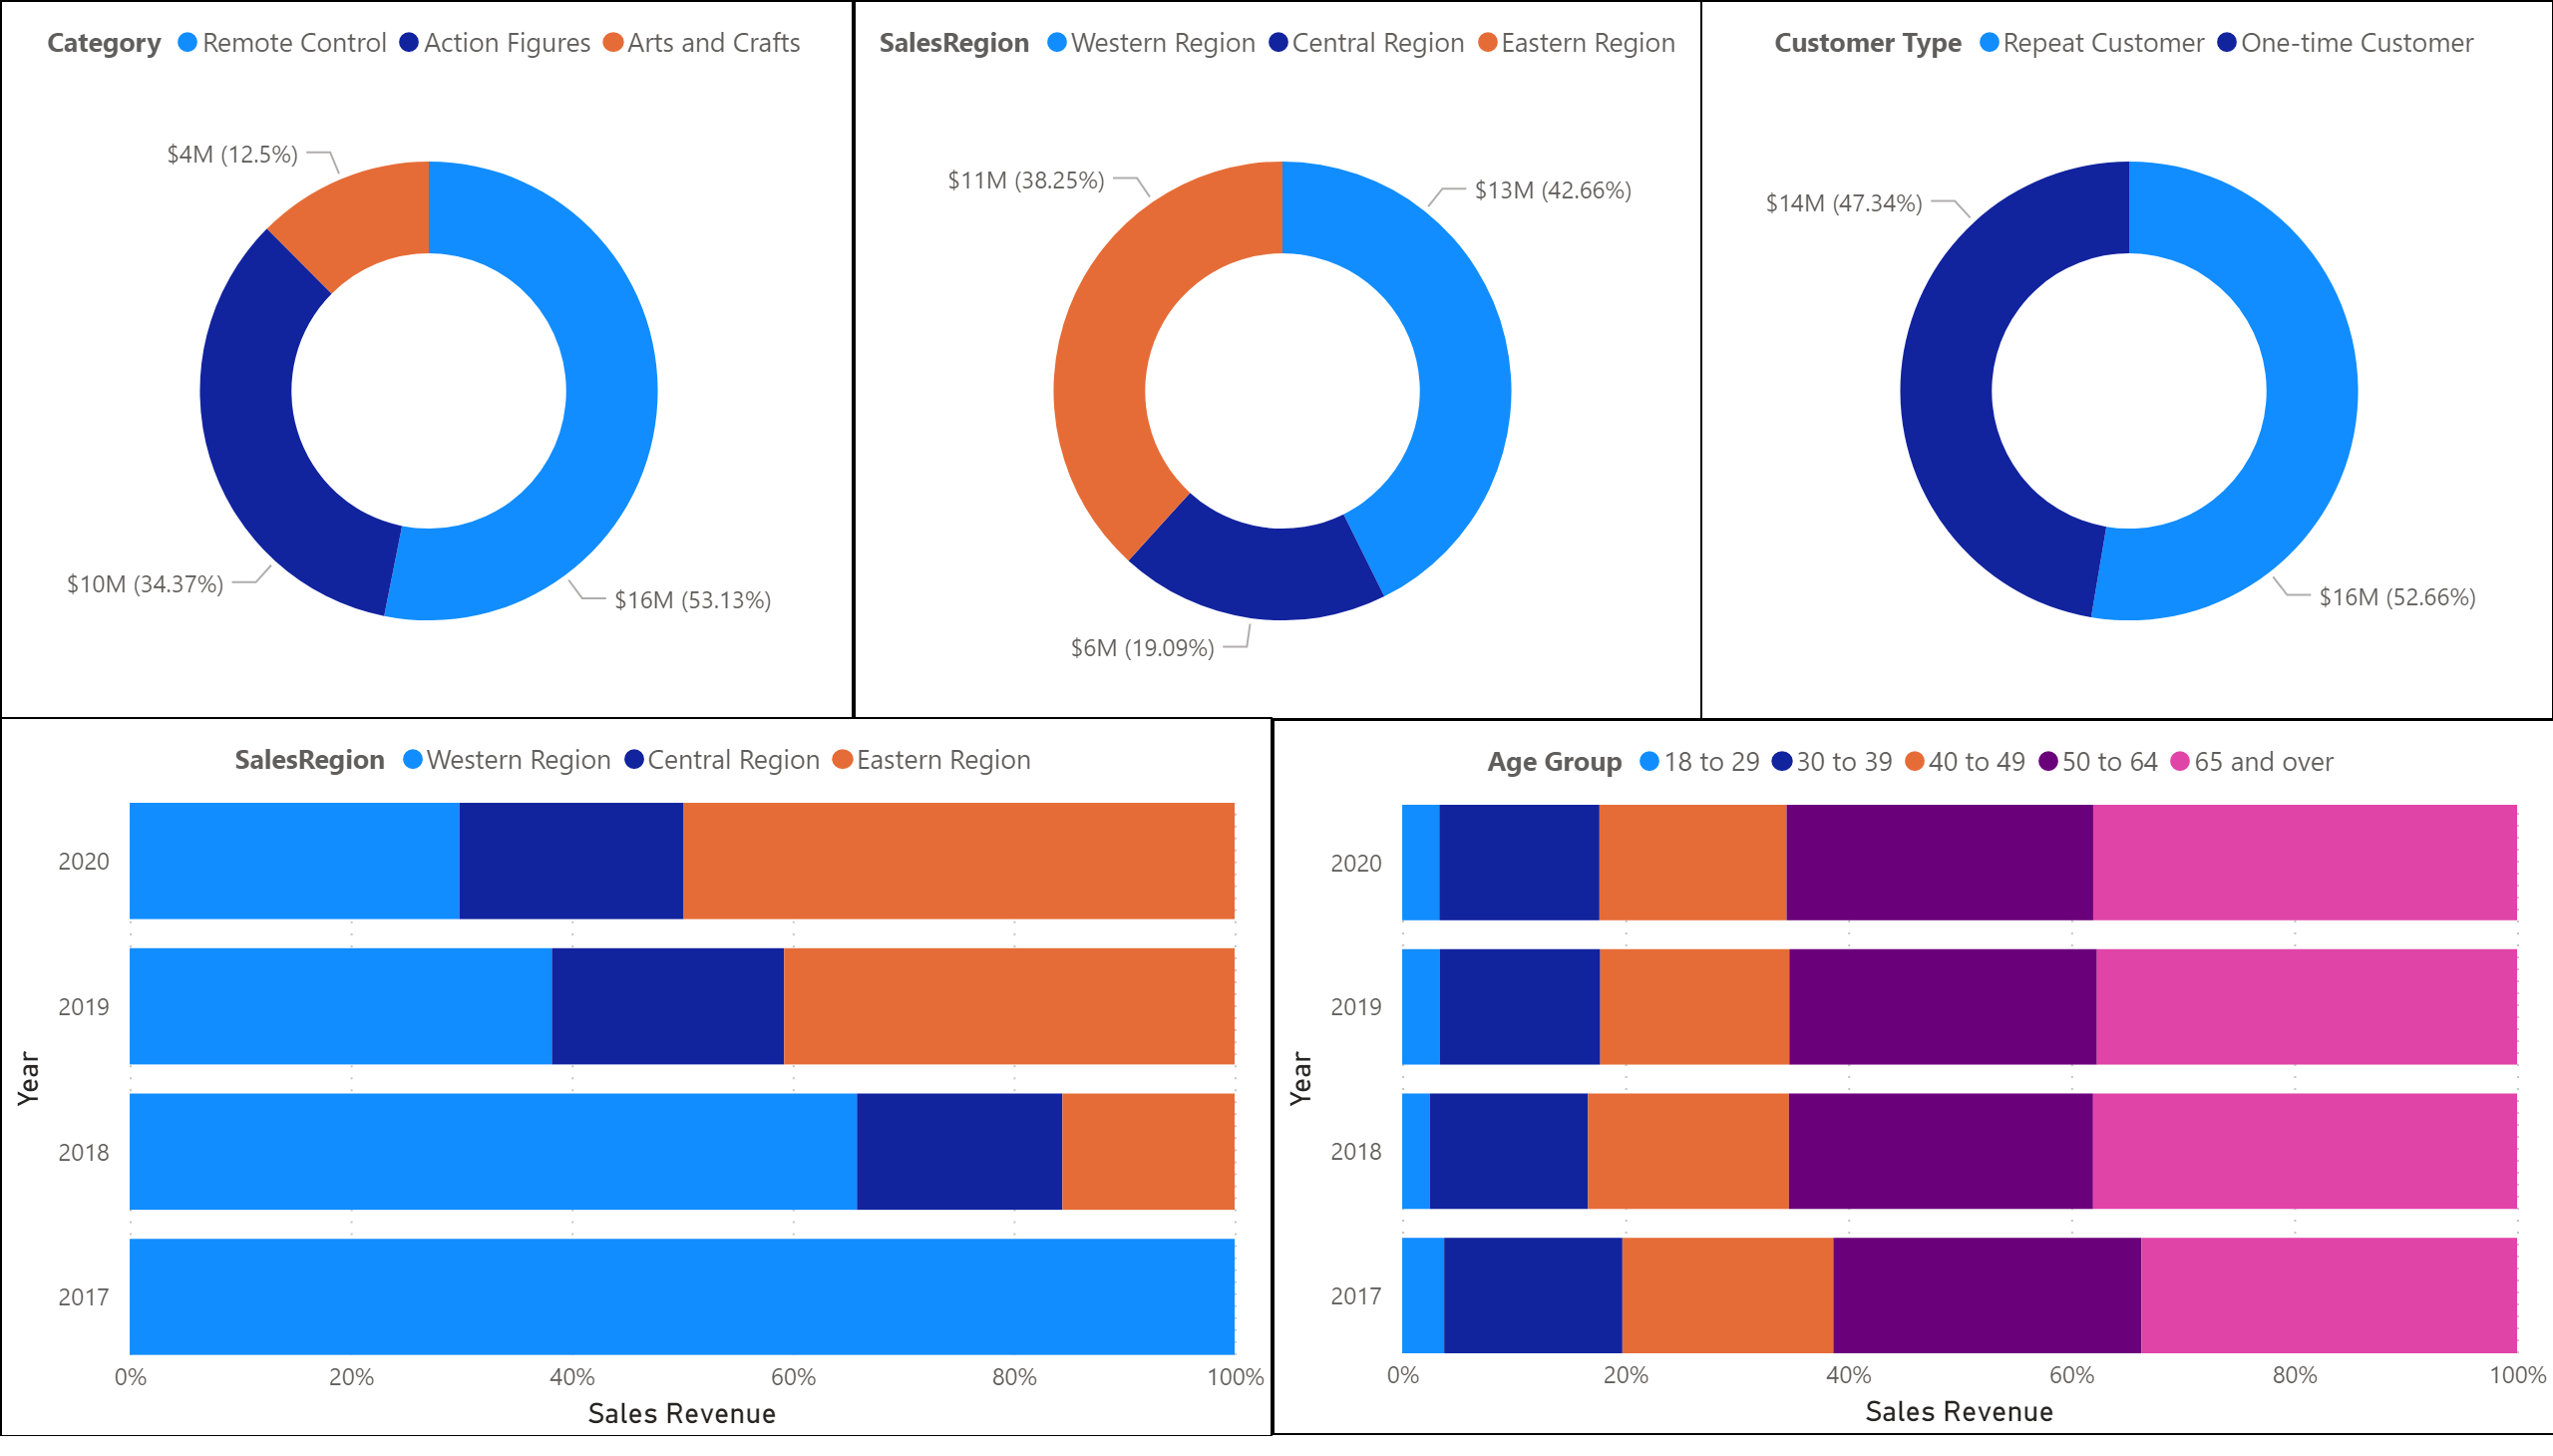 Category Remote Control Action Figures Arts and Crafts
$4M (12.5%)
$10M (34.37%)
$16M (53.13%)
SalesRegion Western Region Central Region Eastern Region
$11M (38.25%)
$13M (42.66%)
$6M (19.09%)
Customer Type Repeat Customer One-time Customer
$14M (47.34%)
$16M (52.66%)
SalesRegion Western Region Central Region Eastern Region
Year
2020
2019
2018
2017
0% 20% 40% 60% 80% 100%
Sales Revenue
Age Group 18 to 29 30 to 39 40 to 49 50 to 64 65 and over
Year
2020
2019
2018
2017
0% 20% 40% 60% 80% 100%
Sales Revenue